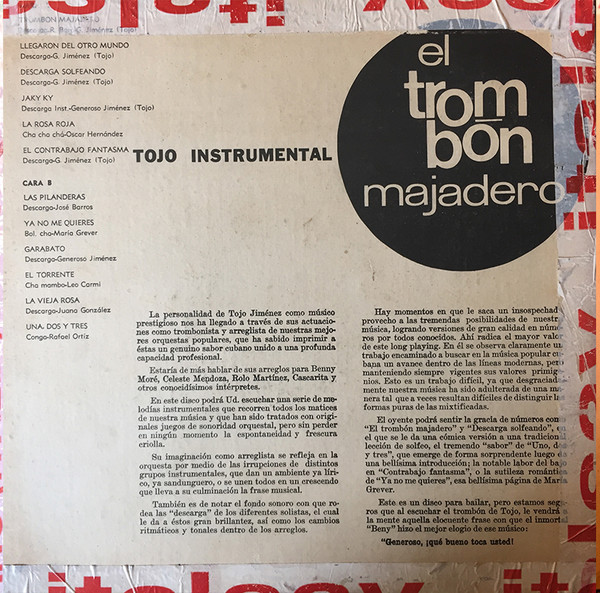 TROMBON MAJADERO
LLEGARON DEL OTRO MUNDO
Descarga-G. Jiménez (Tojo)
DESCARGA SOLFEANDO
Descarga-G. Jiménez (Tojo)
JAKY KY
Descarga Inst.-Generoso Jiménez (Tojo)
LA ROSA ROJA
Cha cha chá-Oscar Hernández
EL CONTRABAJO FANTASMA
Descarga-G. Jiménez (Tojo)
CARA B
LAS PILANDERAS
Descarga-José Barros
YA NO ME QUIERES
Bol. cha-María Grever
GARABATO
Descarga-Generoso Jiménez
EL TORRENTE
Cha mambo-Leo Carmi
LA VIEJA ROSA
Descarga-Juana González
UNA. DOS Y TRES
Conga-Rafael Ortiz
TOJO INSTRUMENTAL
el
trom
bón
majadero
La personalidad de Tojo Jiménez como músico
prestigioso nos ha llegado a través de sus actuacio-
nes como trombonista y arreglista de nuestras mejo-
res orquestas populares, que ha sabido imprimir a
éstas un genuino sabor cubano unido a una profunda
capacidad profesional.
Estaría de más hablar de sus arreglos para Benny
Moré, Celeste Mendoza, Rolo Martínez, Cascarita y
otros conocidísimos intérpretes.
En este disco podrá Ud. escuchar una serie de me-
lodías instrumentales que recorren todos los matices
de nuestra música y que han sido tratados con origi-
nales juegos de sonoridad orquestal, pero sin perder
en ningún momento la espontaneidad y frescura
criolla.
Su imaginación como arreglista se refleja en la
orquesta por medio de las irrupciones de distintos
grupos instrumentales, que dan un ambiente ya líri-
co, ya sandunguero, o se unen todos en un crescendo
que lleva a su culminación la frase musical.
También es de notar el fondo sonoro con que ro-
dea las "descarga" de los diferentes solistas, el cual
le da a éstos gran brillantez, así como los cambios
ritmáticos y tonales dentro de los arreglos.
Hay momentos en que le saca un insospechad
provecho a las tremendas posibilidades de nuestr
música, logrando versiones de gran calidad en núme
ros por todos conocidos. Ahí radica el mayor valor
de este long playing. En él se observa claramente un
trabajo encaminado a buscar en la música popular cu
bana un avance dentro de las líneas modernas, pero
manteniendo siempre vigentes sus valores primige
nios. Esto es un trabajo difícil, ya que desgraciada
mente nuestra música ha sido adulterada de una ma
nera tal que a veces resultan difíciles de distinguir la
formas puras de las mixtificadas.
El oyente podrá sentir la gracia de números com
"El trombón majadero" y "Descarga solfeando", en
el que se le da una cómica versión a una tradicional
lección de solfeo, el tremendo "sabor" de "Uno, dos
y tres", que emerge de forma sorprendente luego de
una bellísima introducción; la notable labor del bajo
en "Contrabajo fantasma", o la sutileza romántica
de "Ya no me quieres", esa bellísima página de María
Grever.
Este es un disco para bailar, pero estamos segu
ros que al escuchar el trombón de Tojo, le vendrá a
la mente aquella elocuente frase con que el inmortal
"Beny" hizo el mejor elogio de ese músico:
"Generoso, ¡qué bueno toca usted!